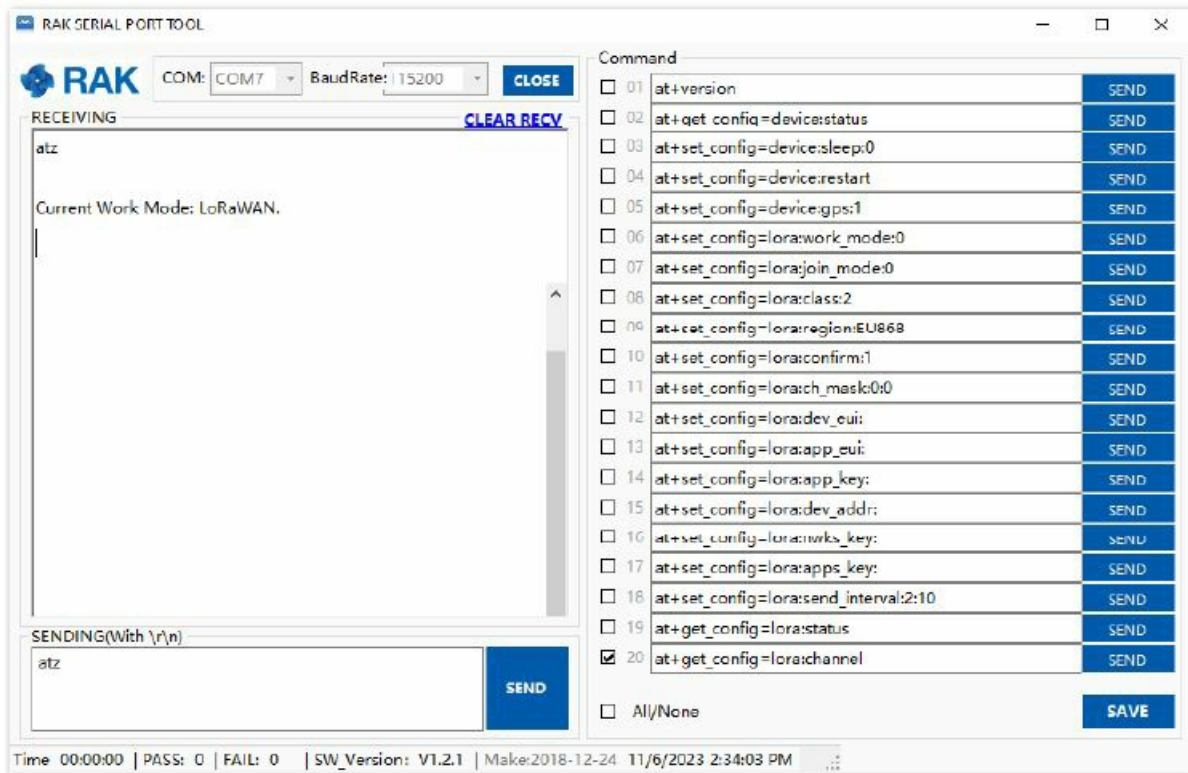 RAK SERIAL PORT TOOL
RAK
COM: COM7 BaudRate: 115200 CLOSE
RECEIVING CLEAR RECV
atz
Current Work Mode: LoRaWAN.
SENDING(With \r\n)
atz
SEND
Command
01 at+version SEND
02 at+get_config=device:status SEND
03 at+set_config=device:sleep:0 SEND
04 at+set_config=device:restart SEND
05 at+set_config=device:gps:1 SEND
06 at+set_config=lora:work_mode:0 SEND
07 at+set_config=lora:join_mode:0 SEND
08 at+set_config=lora:class:2 SEND
09 at+set_config=lora:region:EU868 SEND
10 at+set_config=lora:confirm:1 SEND
11 at+set_config=lora:ch_mask:0:0 SEND
12 at+set_config=lora:dev_eui: SEND
13 at+set_config=lora:app_eui: SEND
14 at+set_config=lora:app_key: SEND
15 at+set_config=lora:dev_addr: SEND
16 at+set_config=lora:nwks_key: SEND
17 at+set_config=lora:apps_key: SEND
18 at+set_config=lora:send_interval:2:10 SEND
19 at+get_config=lora:status SEND
20 at+get_config=lora:channel SEND
All/None SAVE
Time 00:00:00 | PASS: 0 | FAIL: 0 | SW_Version: V1.2.1 | Make:2018-12-24 11/6/2023 2:34:03 PM